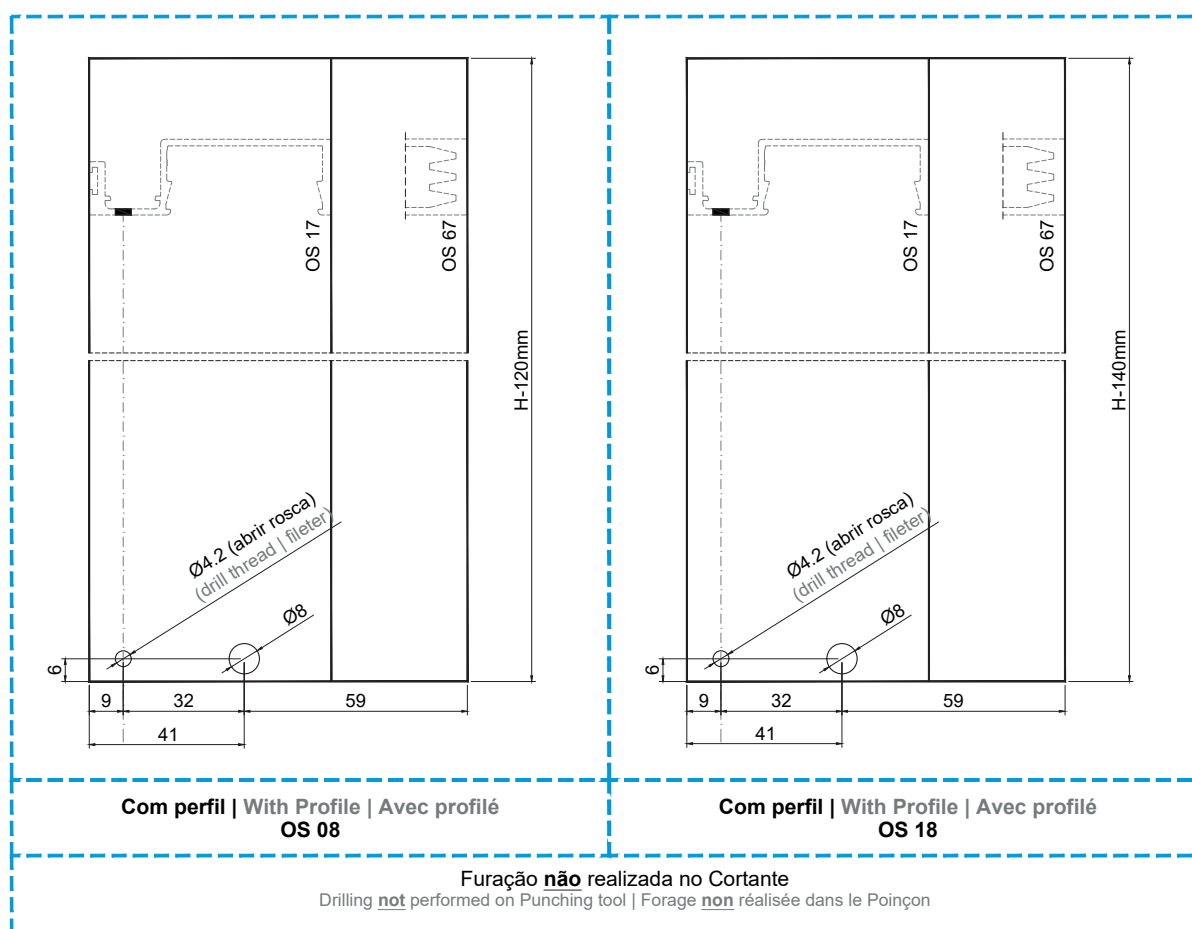 OS 17
OS 67
H-120mm
Ø4.2 (abrir rosca)
(drill thread | fileter)
Ø8
6
9
32
59
41
Com perfil | With Profile | Avec profilé
OS 08
OS 17
OS 67
H-140mm
Ø4.2 (abrir rosca)
(drill thread | fileter)
Ø8
6
9
32
59
41
Com perfil | With Profile | Avec profilé
OS 18
Furação não realizada no Cortante
Drilling not performed on Punching tool | Forage non réalisée dans le Poinçon